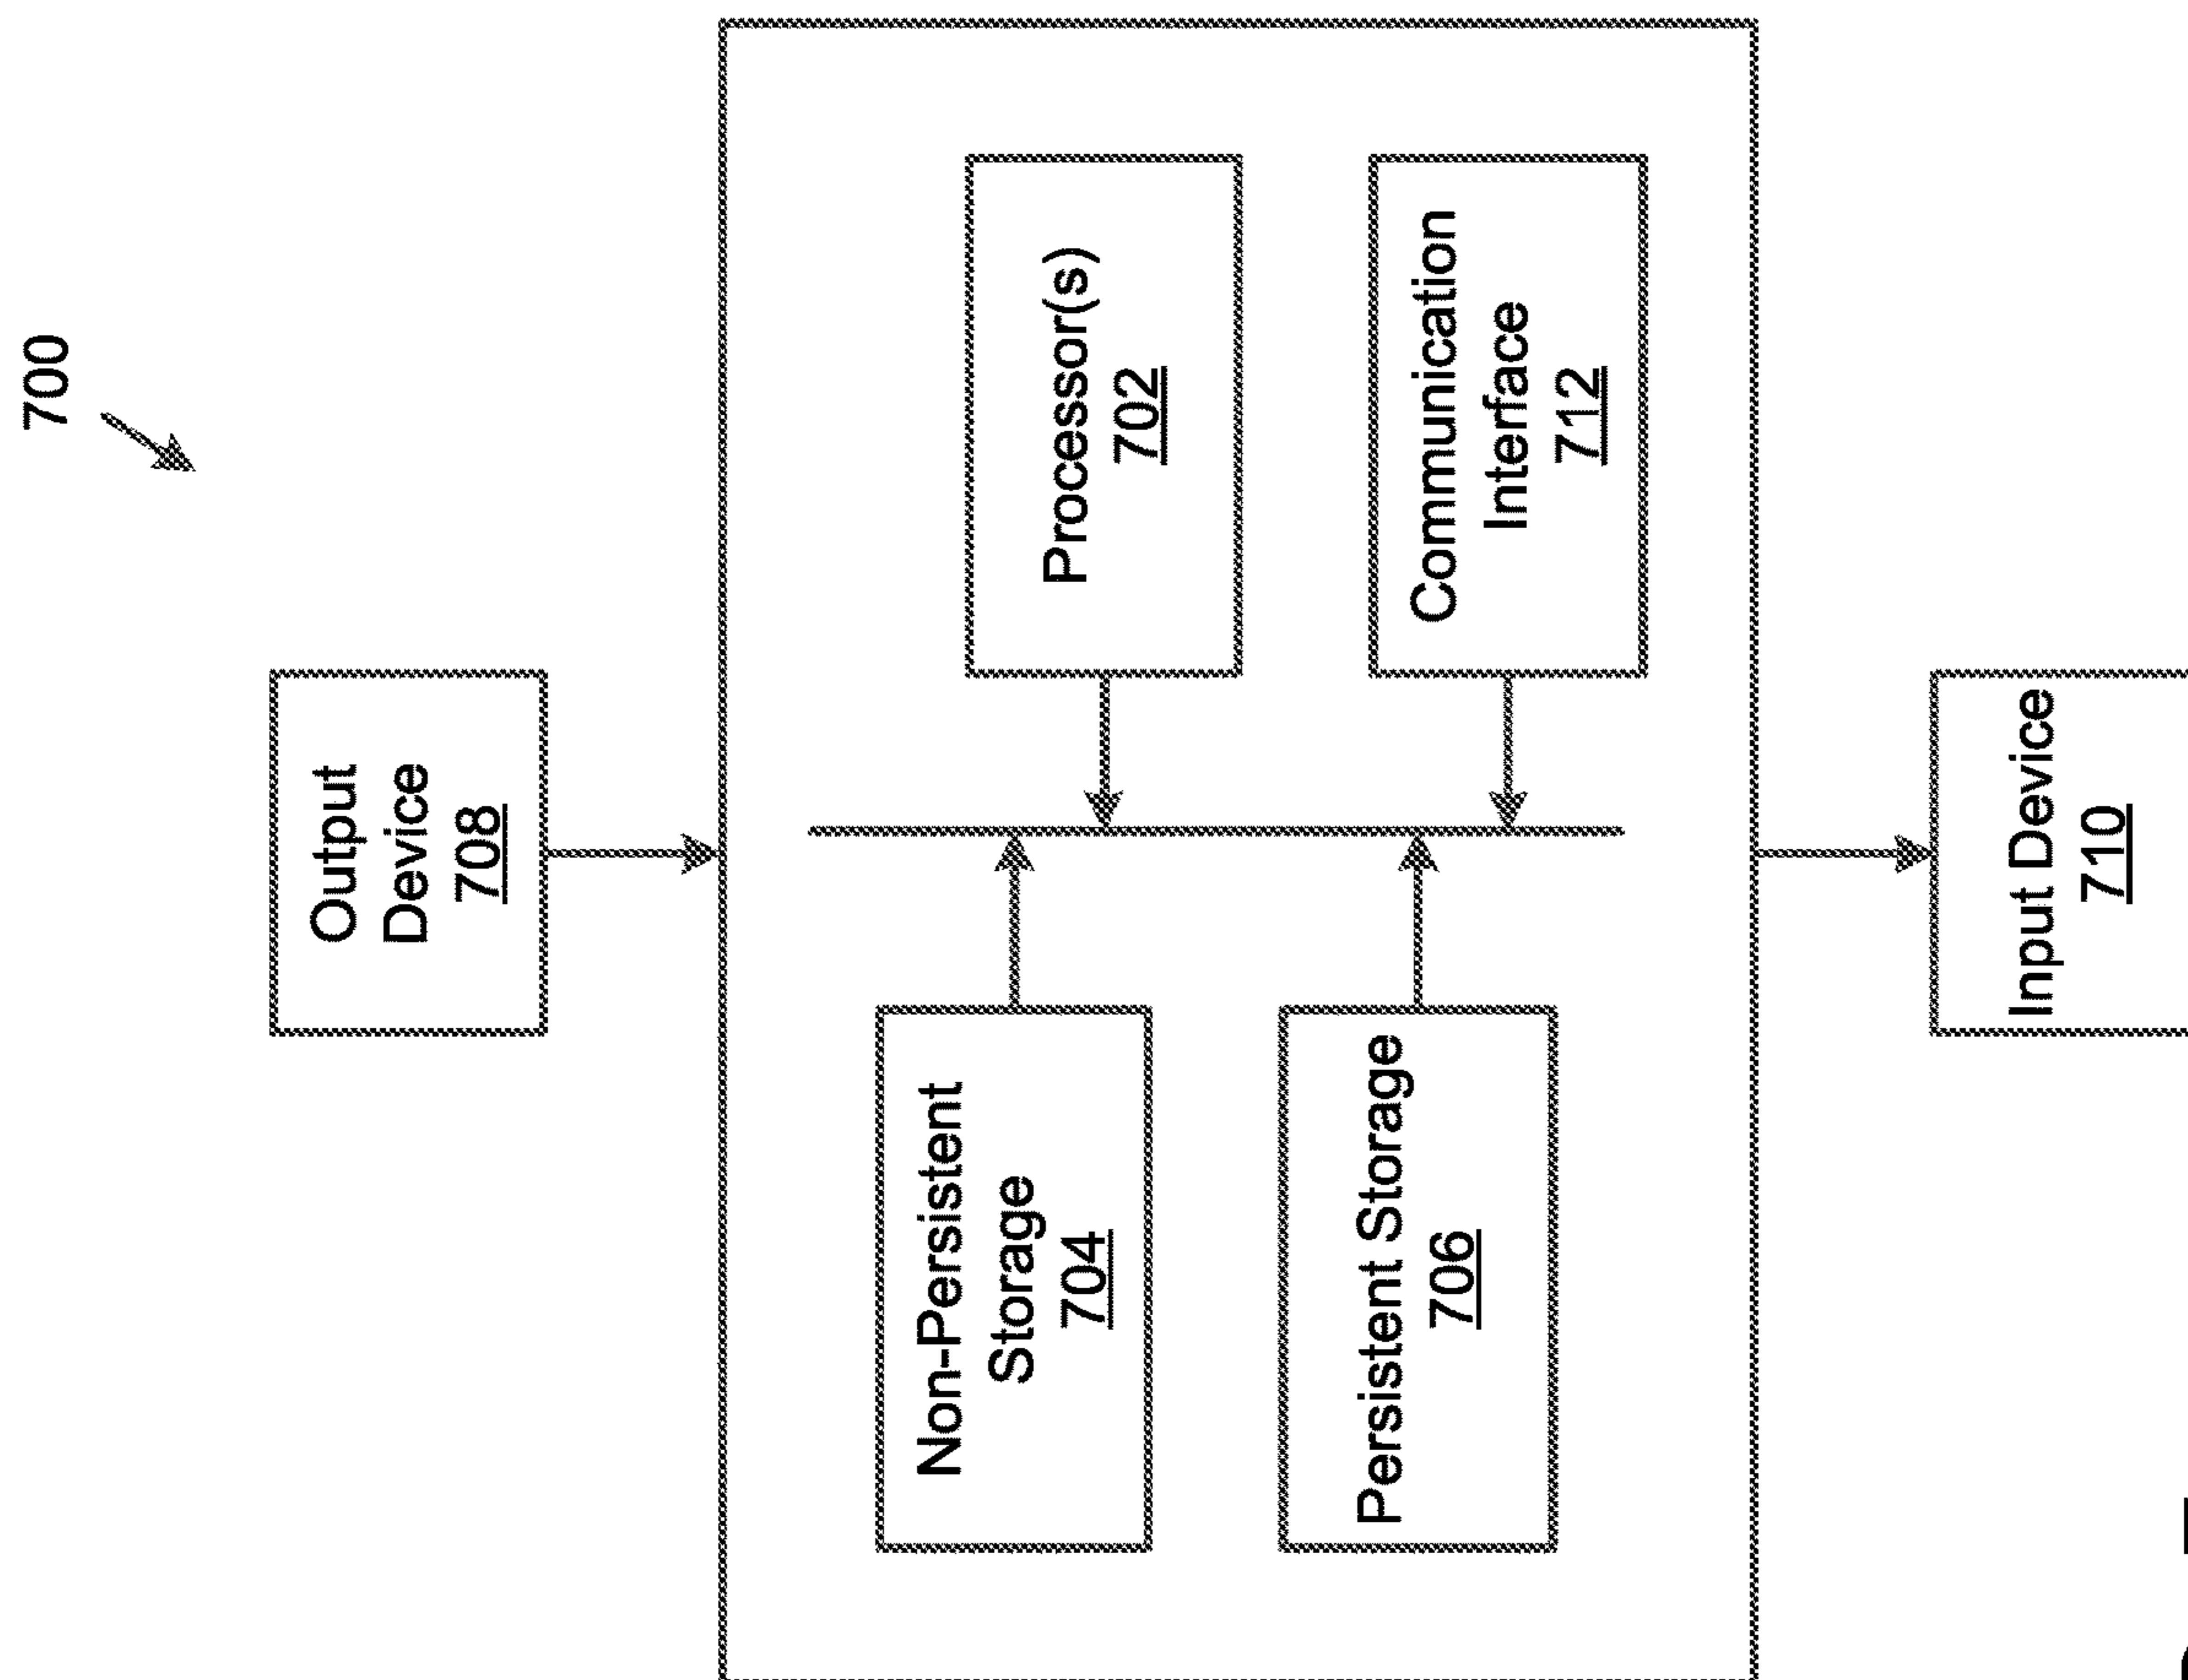 700
Output
Device
708
Non-Persistent
Storage
704
Processor(s)
702
Persistent Storage
706
Communication
Interface
712
Input Device
710